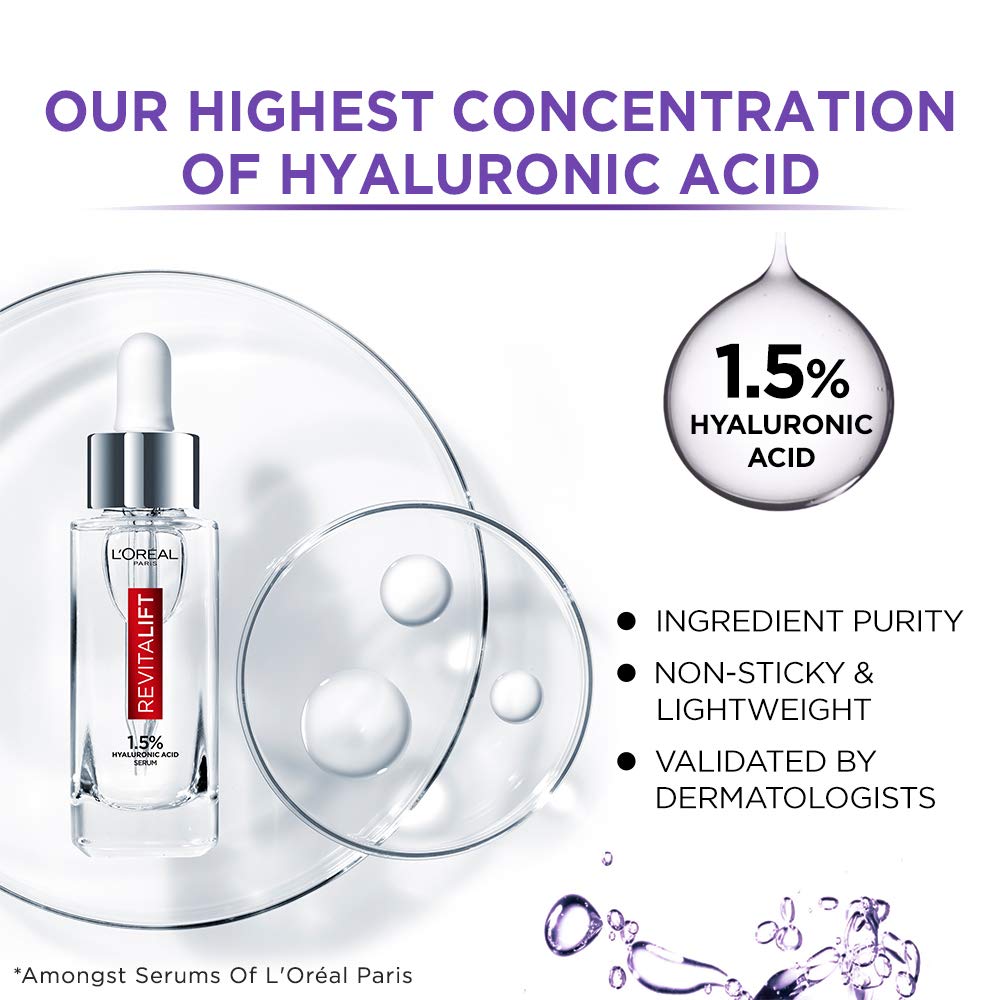 OUR HIGHEST CONCENTRATION
OF HYALURONIC ACID
1.5%
HYALURONIC
ACID
L'ORÉAL
PARIS
REVITALIFT
1.5%
HYALURONIC ACID
SERUM
● INGREDIENT PURITY
● NON-STICKY &
LIGHTWEIGHT
● VALIDATED BY
DERMATOLOGISTS
*Amongst Serums Of L'Oréal Paris